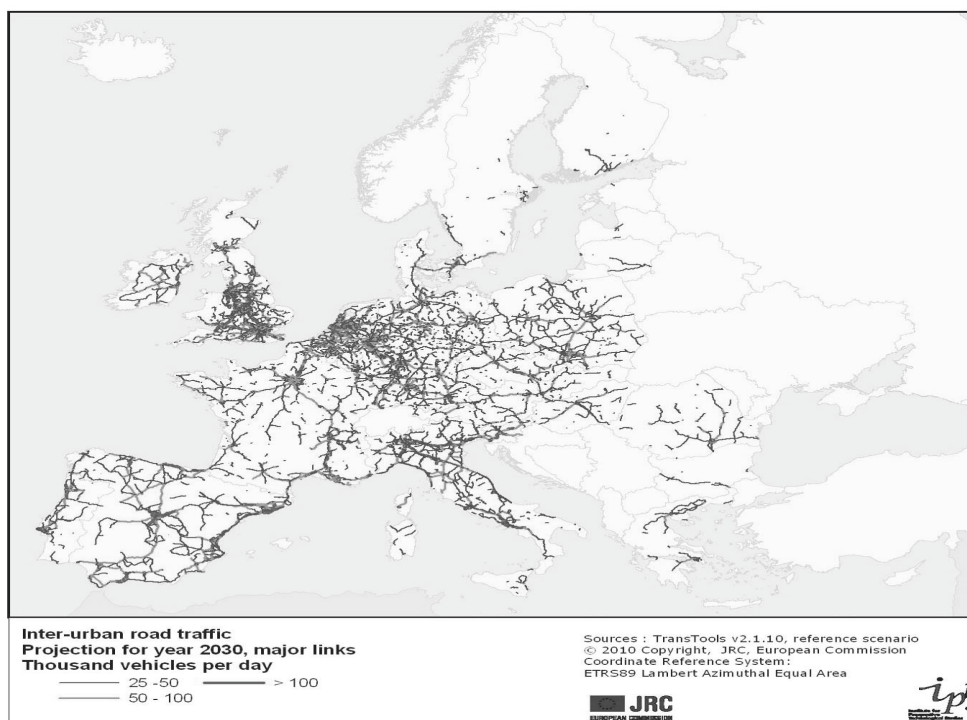 Inter-urban road traffic
Projection for year 2030, major links
Thousand vehicles per day
25 -50
> 100
50 - 100
Sources : TransTools v2.1.10, reference scenario
© 2010 Copyright, JRC, European Commission
Coordinate Reference System:
ETRS89 Lambert Azimuthal Equal Area
JRC
EUROPEAN COMMISSION